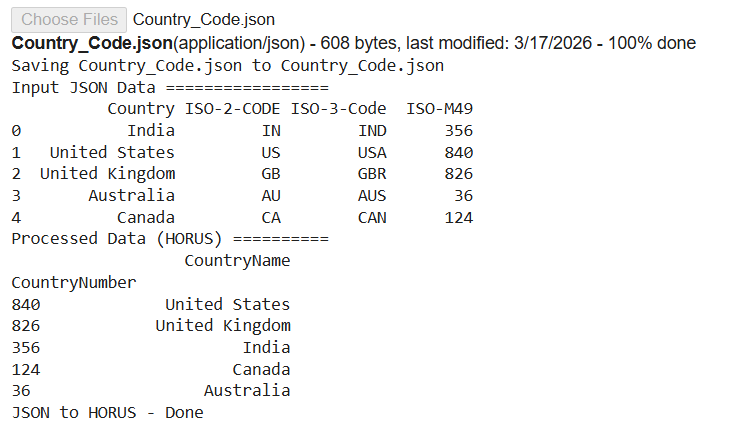 Choose Files Country_Code.json
Country_Code.json(application/json) - 608 bytes, last modified: 3/17/2026 - 100% done
Saving Country_Code.json to Country_Code.json
Input JSON Data =================
Country ISO-2-CODE ISO-3-Code ISO-M49
0 India IN IND 356
1 United States US USA 840
2 United Kingdom GB GBR 826
3 Australia AU AUS 36
4 Canada CA CAN 124
Processed Data (HORUS) ==========
CountryName
CountryNumber
840 United States
826 United Kingdom
356 India
124 Canada
36 Australia
JSON to HORUS - Done